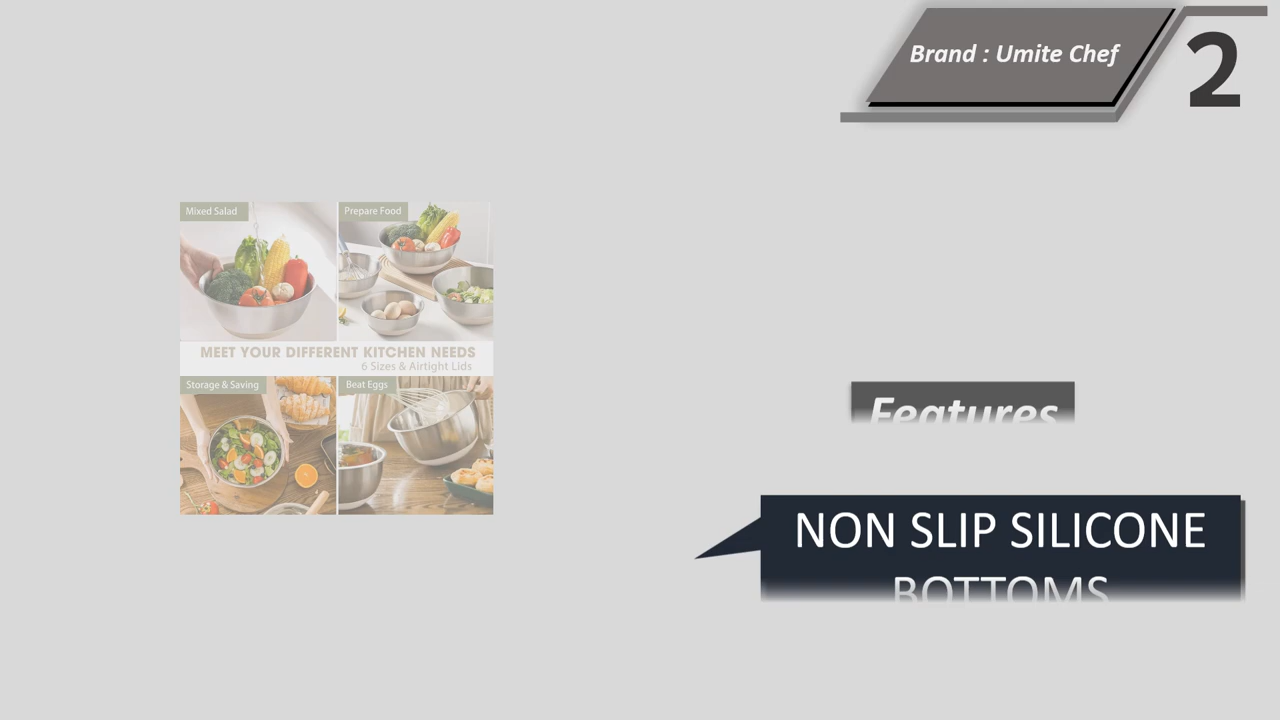 Brand : Umite Chef
2
Mixed Salad
Prepare Food
MEET YOUR DIFFERENT KITCHEN NEEDS
6 Sizes & Airtight Lids
Storage & Saving
Beat Eggs
Features
NON SLIP SILICONE
BOTTOMS